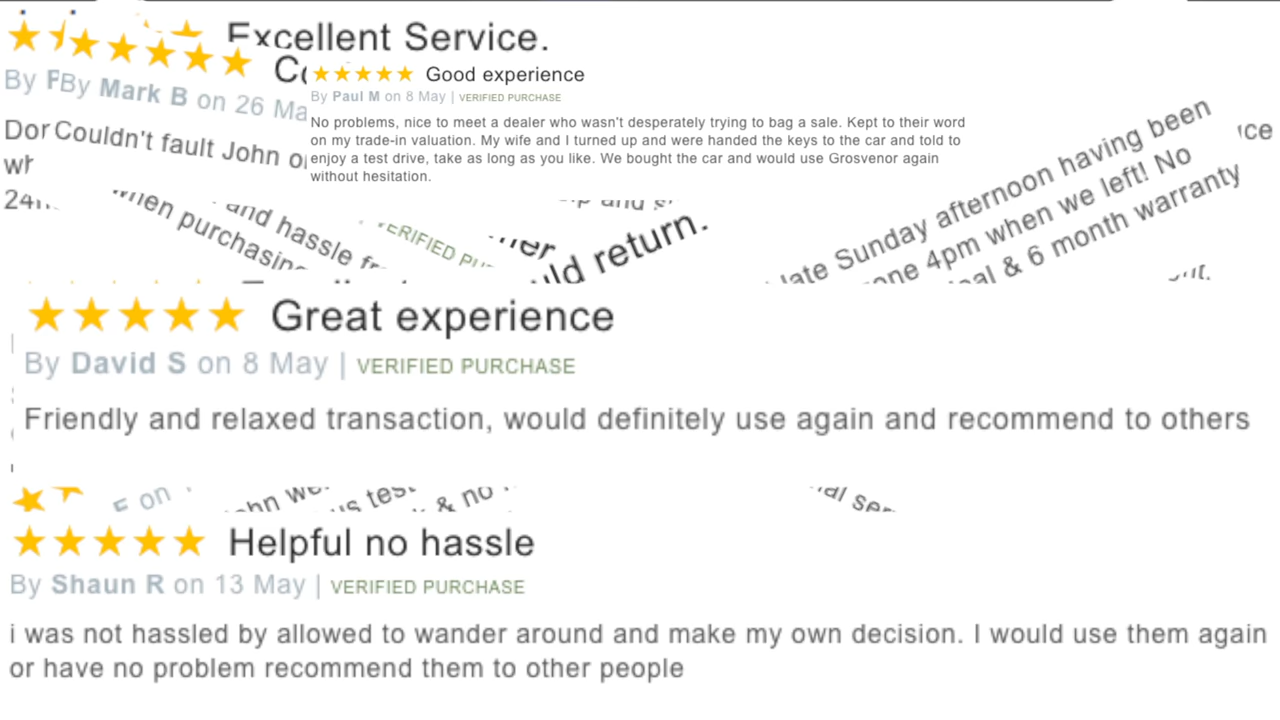 Excellent Service.
By Mark B on 26
Couldn't fault John
Good experience
By Paul M on 8 May | VERIFIED PURCHASE
No problems, nice to meet a dealer who wasn't desperately trying to bag a sale. Kept to their word
on my trade-in valuation. My wife and I turned up and were handed the keys to the car and told to
enjoy a test drive, take as long as you like. We bought the car and would use Grosvenor again
without hesitation.
when purchasing
and hassle
return.
late Sunday afternoon having been
4pm when we left! No
& 6 month warranty
Great experience
By David S on 8 May | VERIFIED PURCHASE
Friendly and relaxed transaction, would definitely use again and recommend to others
on
& no
Helpful no hassle
By Shaun R on 13 May | VERIFIED PURCHASE
i was not hassled by allowed to wander around and make my own decision. I would use them again
or have no problem recommend them to other people